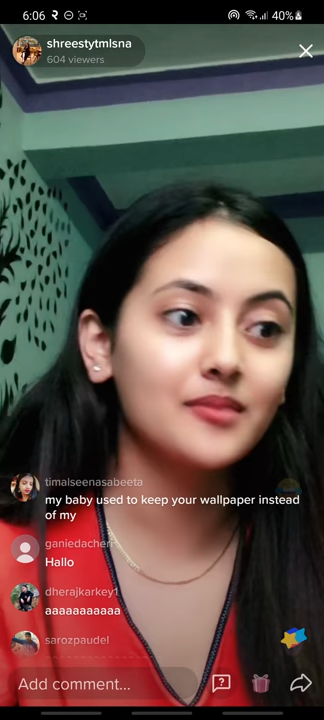 6:06 40%
shreestytmlsna
604 viewers
timalseenasabeeta
my baby used to keep your wallpaper instead
of my
ganiedacher
Hallo
dherajkarkey1
aaaaaaaaaaa
sarozpaudel
Add comment...